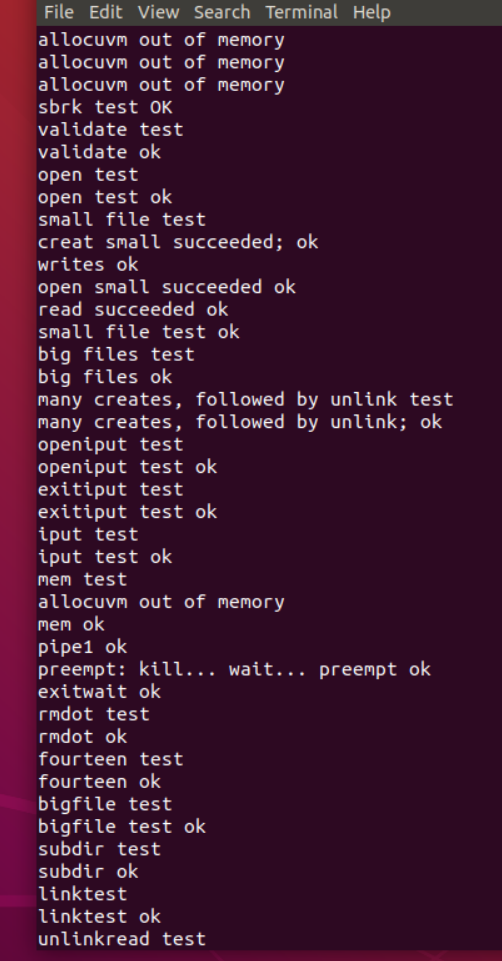 File Edit View Search Terminal Help
allocuvm out of memory
allocuvm out of memory
allocuvm out of memory
sbrk test OK
validate test
validate ok
open test
open test ok
small file test
creat small succeeded; ok
writes ok
open small succeeded ok
read succeeded ok
small file test ok
big files test
big files ok
many creates, followed by unlink test
many creates, followed by unlink; ok
openiput test
openiput test ok
exitiput test
exitiput test ok
iput test
iput test ok
mem test
allocuvm out of memory
mem ok
pipe1 ok
preempt: kill... wait... preempt ok
exitwait ok
rmdot test
rmdot ok
fourteen test
fourteen ok
bigfile test
bigfile test ok
subdir test
subdir ok
linktest
linktest ok
unlinkread test